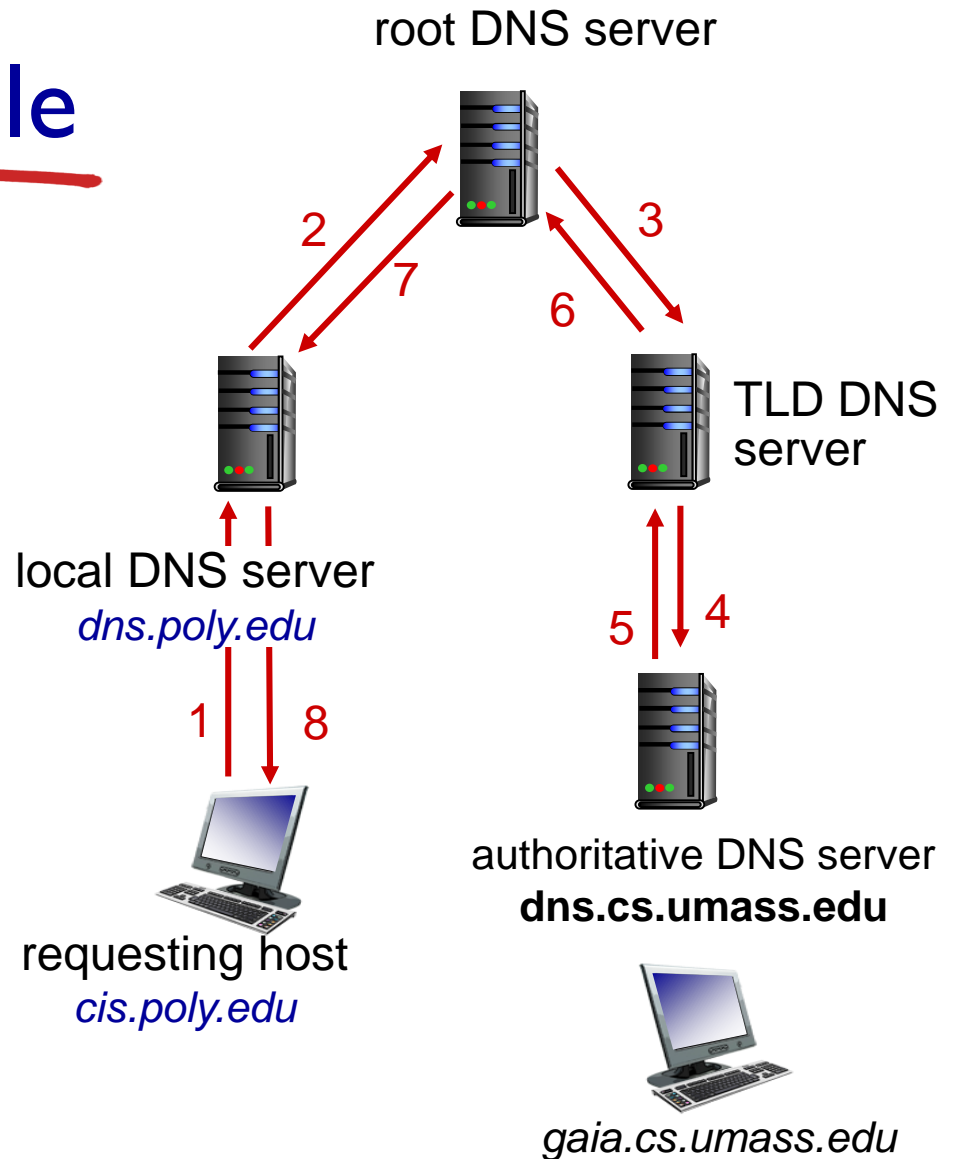 root DNS server
le
2
3
7
6
TLD DNS
server
local DNS server
dns.poly.edu
5
4
1
8
authoritative DNS server
dns.cs.umass.edu
requesting host
cis.poly.edu
gaia.cs.umass.edu